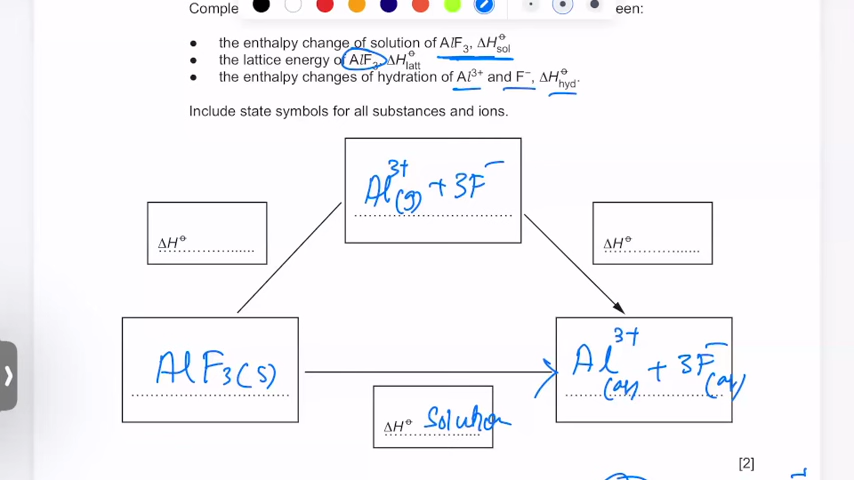 Comple een:
• the enthalpy change of solution of AlF₃, ΔH⦵sol
• the lattice energy of AlF₃, ΔH⦵latt
• the enthalpy changes of hydration of Al³⁺ and F⁻, ΔH⦵hyd.
Include state symbols for all substances and ions.
Al³⁺(g) + 3F⁻
ΔH⦵ ΔH⦵
AlF₃(s) Al³⁺(aq) + 3F⁻(aq)
ΔH⦵ Solution
[2]